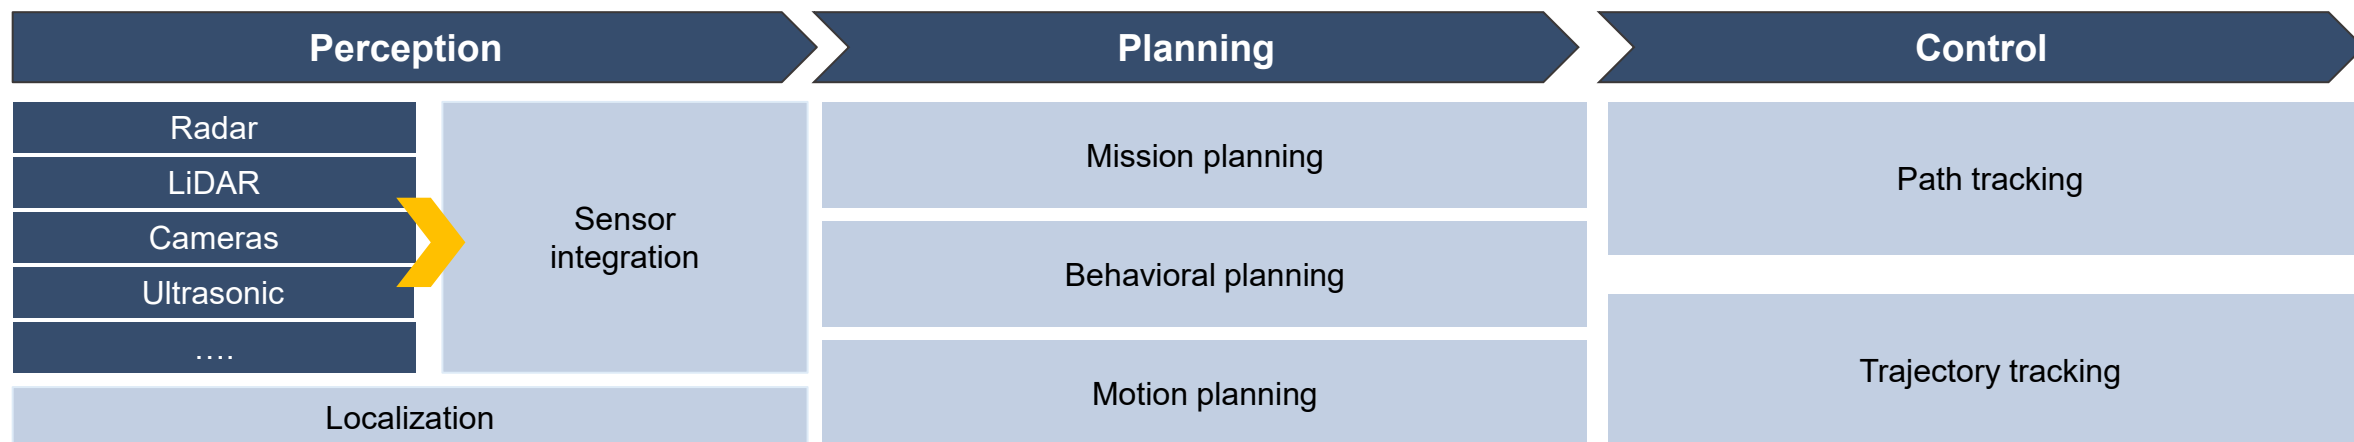 Perception
Planning
Control
Radar
LiDAR
Cameras
Ultrasonic
....
Sensor
integration
Localization
Mission planning
Behavioral planning
Motion planning
Path tracking
Trajectory tracking